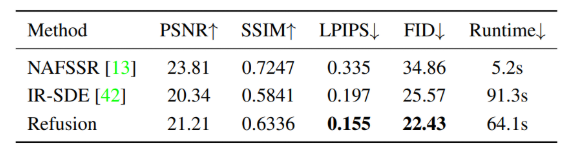 Method PSNR↑ SSIM↑ LPIPS↓ FID↓ Runtime↓
NAFSSR [13] 23.81 0.7247 0.335 34.86 5.2s
IR-SDE [42] 20.34 0.5841 0.197 25.57 91.3s
Refusion 21.21 0.6336 0.155 22.43 64.1s